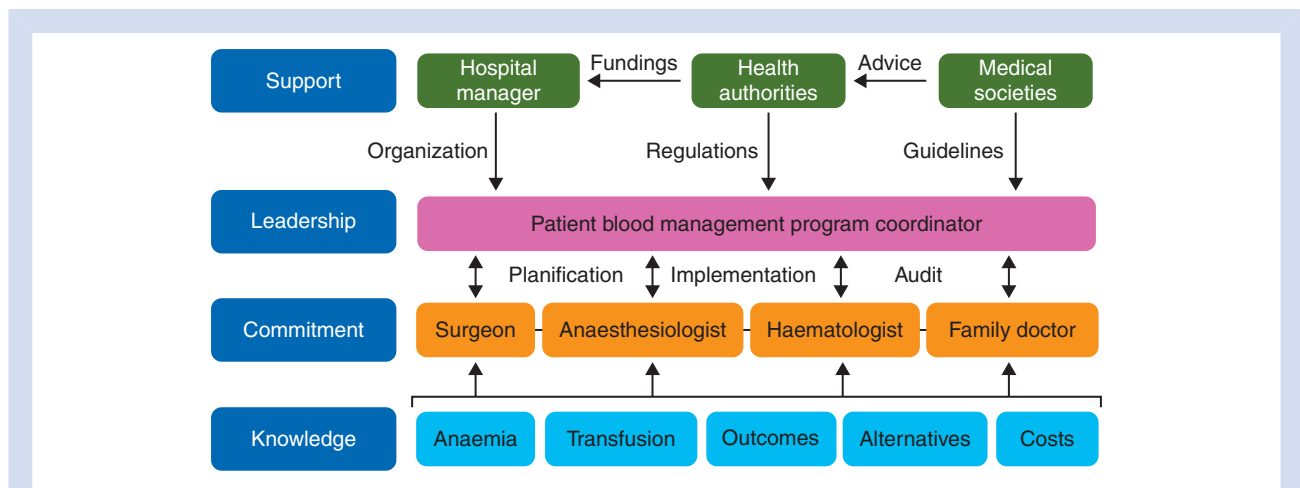 Support
Hospital
manager
Fundings
Health
authorities
Advice
Medical
societies
Organization
Regulations
Guidelines
Leadership
Patient blood management program coordinator
Planification
Implementation
Audit
Commitment
Surgeon
Anaesthesiologist
Haematologist
Family doctor
Knowledge
Anaemia
Transfusion
Outcomes
Alternatives
Costs